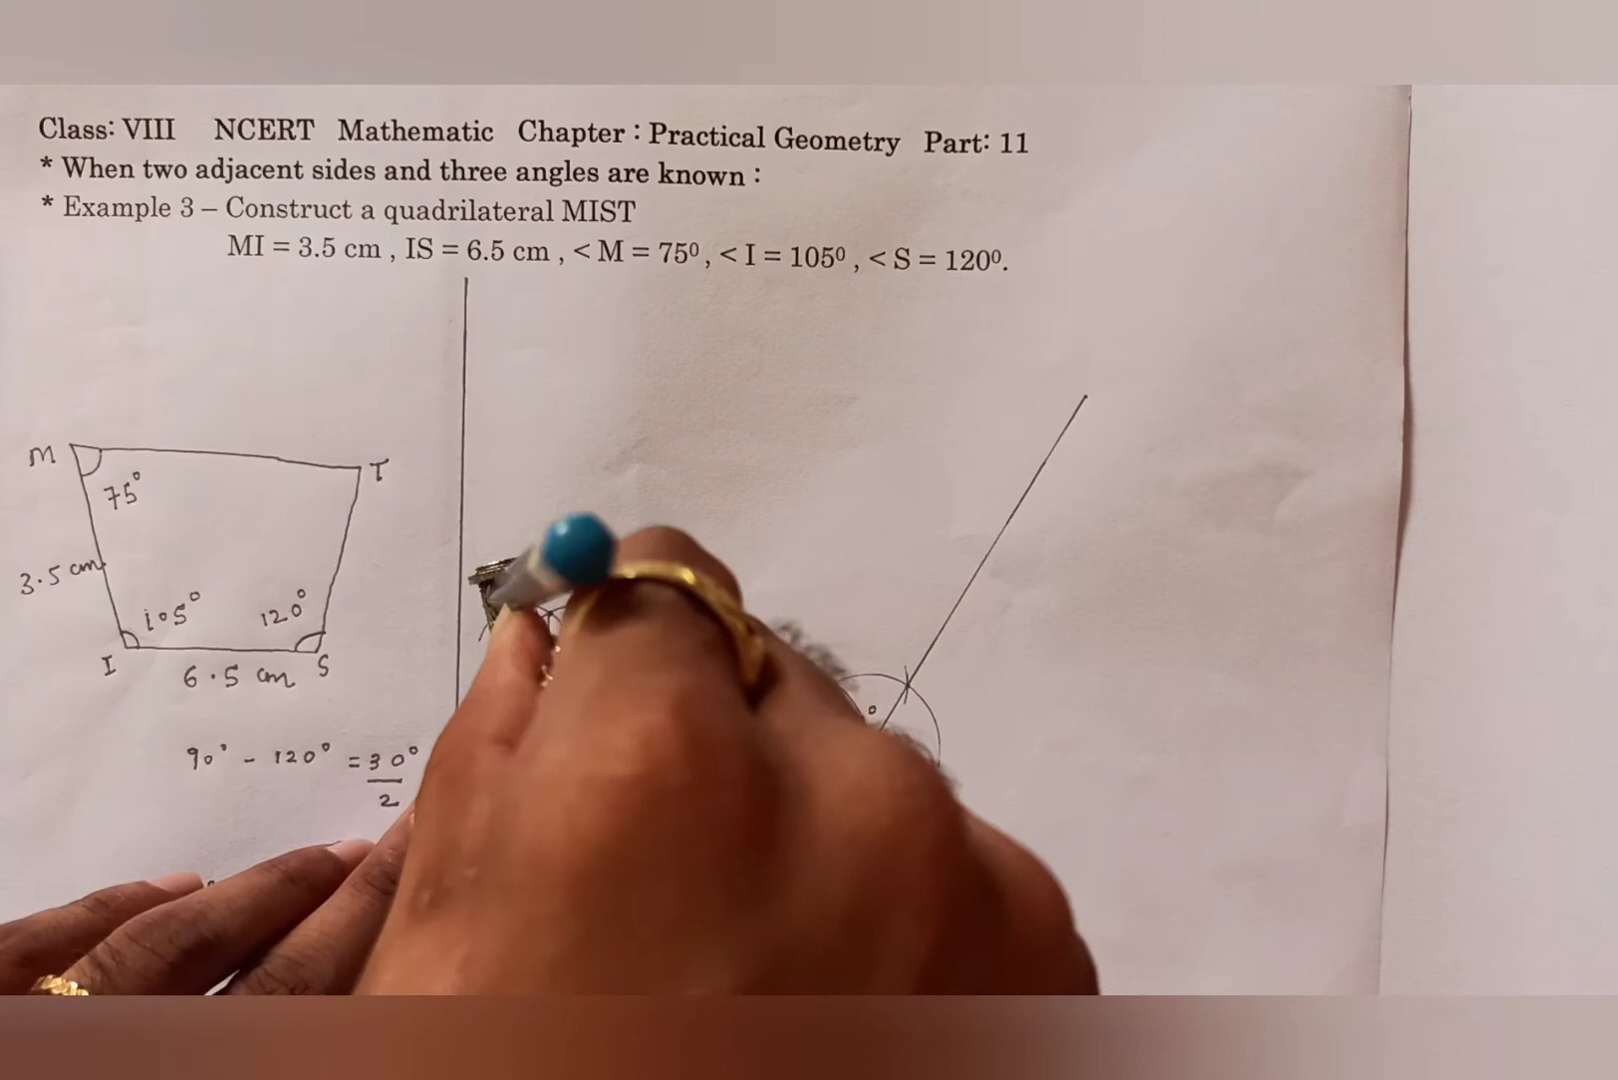 Class: VIII NCERT Mathematic Chapter : Practical Geometry Part: 11
* When two adjacent sides and three angles are known :
* Example 3 – Construct a quadrilateral MIST
MI = 3.5 cm , IS = 6.5 cm , < M = 75⁰ , < I = 105⁰ , < S = 120⁰.
M
T
75°
3.5 cm
105°
120°
I
6.5 cm
S
90° - 120° = 30°
2